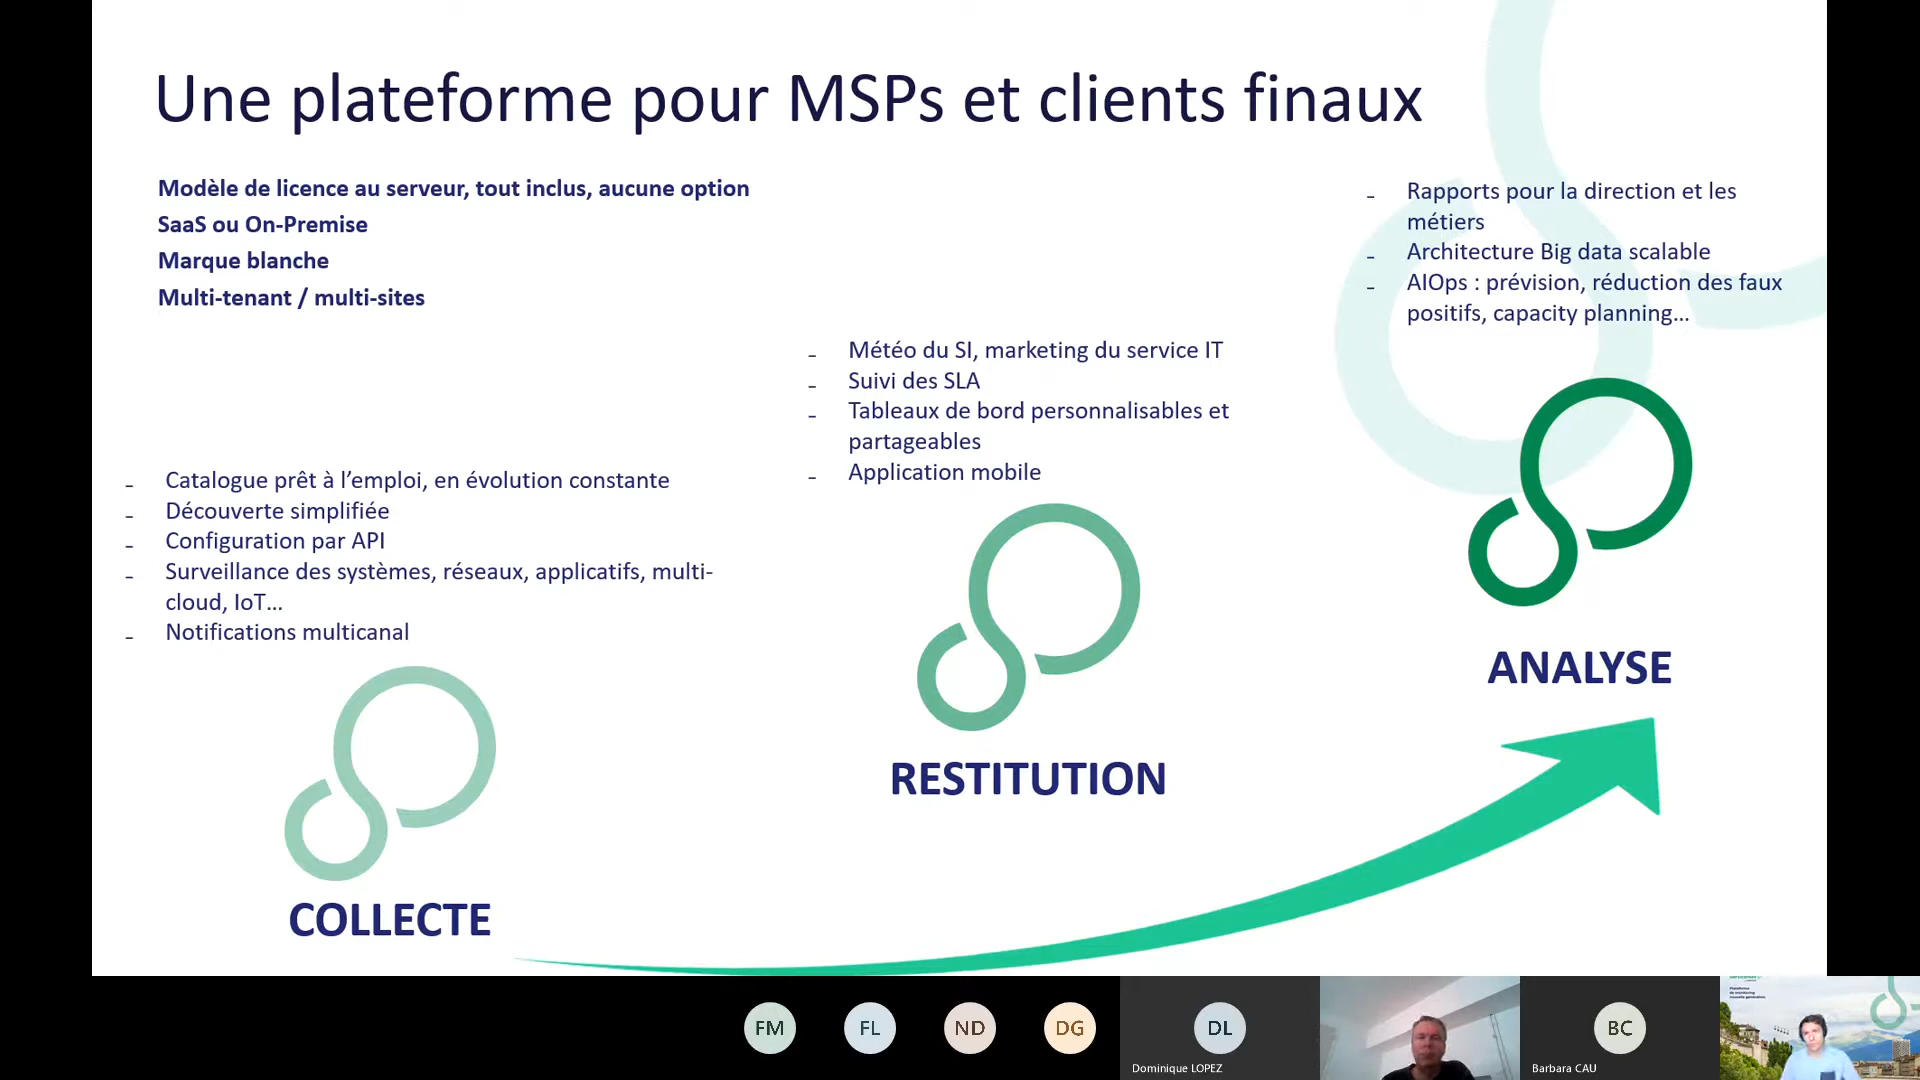 Une plateforme pour MSPs et clients finaux
Modèle de licence au serveur, tout inclus, aucune option
SaaS ou On-Premise
Marque blanche
Multi-tenant / multi-sites
- Catalogue prêt à l’emploi, en évolution constante
- Découverte simplifiée
- Configuration par API
- Surveillance des systèmes, réseaux, applicatifs, multi-
cloud, IoT…
- Notifications multicanal
COLLECTE
- Météo du SI, marketing du service IT
- Suivi des SLA
- Tableaux de bord personnalisables et
partageables
- Application mobile
RESTITUTION
- Rapports pour la direction et les
métiers
- Architecture Big data scalable
- AIOps : prévision, réduction des faux
positifs, capacity planning…
ANALYSE
FM
FL
ND
DG
DL
Dominique LOPEZ
BC
Barbara CAU
Plateforme
de monitoring
nouvelle génération